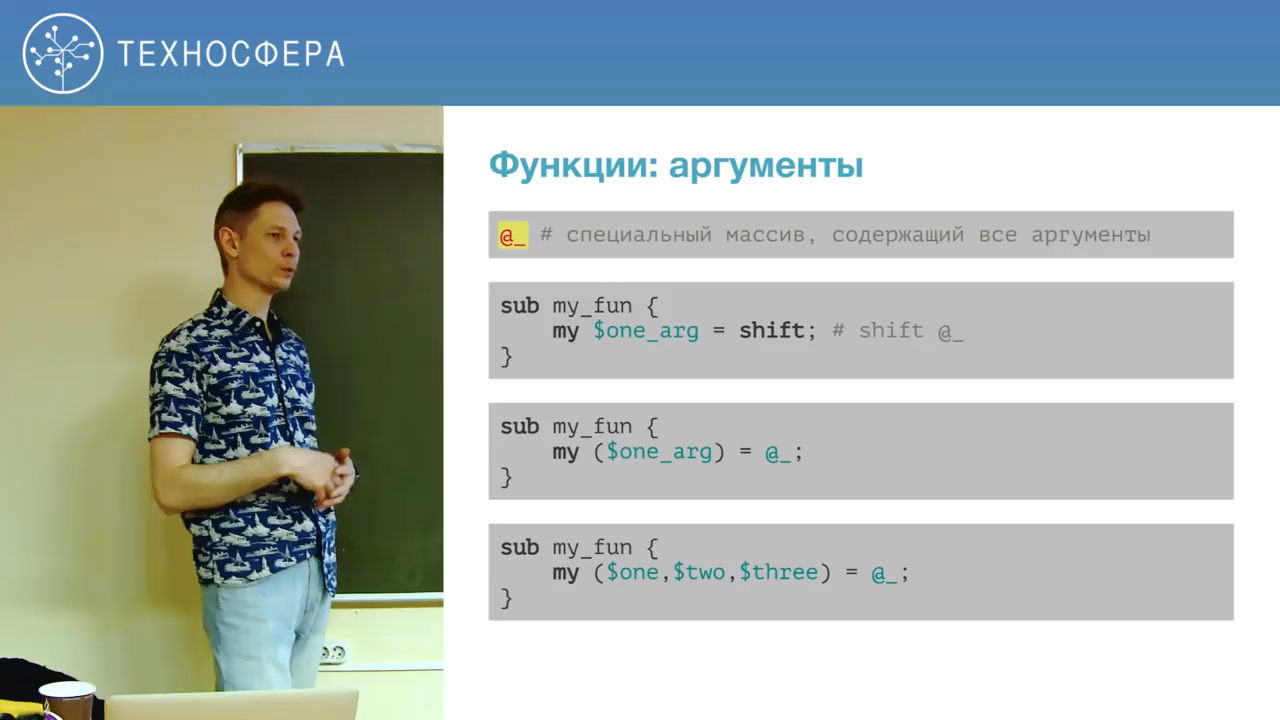 ТЕХНОСФЕРА
Функции: аргументы
@_ # специальный массив, содержащий все аргументы
sub my_fun {
    my $one_arg = shift; # shift @_
}
sub my_fun {
    my ($one_arg) = @_;
}
sub my_fun {
    my ($one,$two,$three) = @_;
}